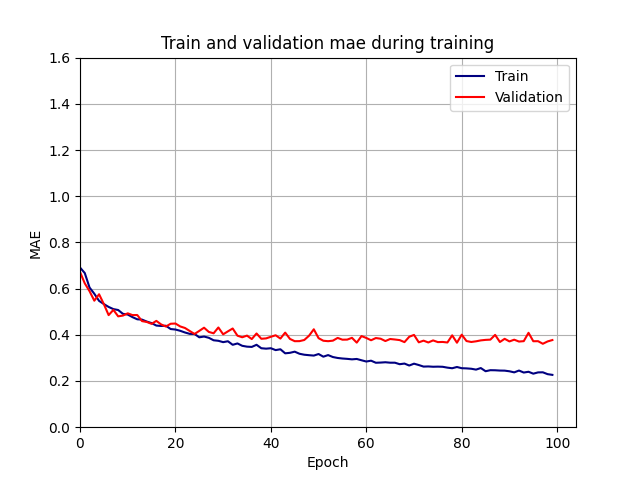 Train and validation mae during training
Train
Validation
1.6
1.4
1.2
1.0
0.8
0.6
0.4
0.2
0.0
MAE
0 20 40 60 80 100
Epoch